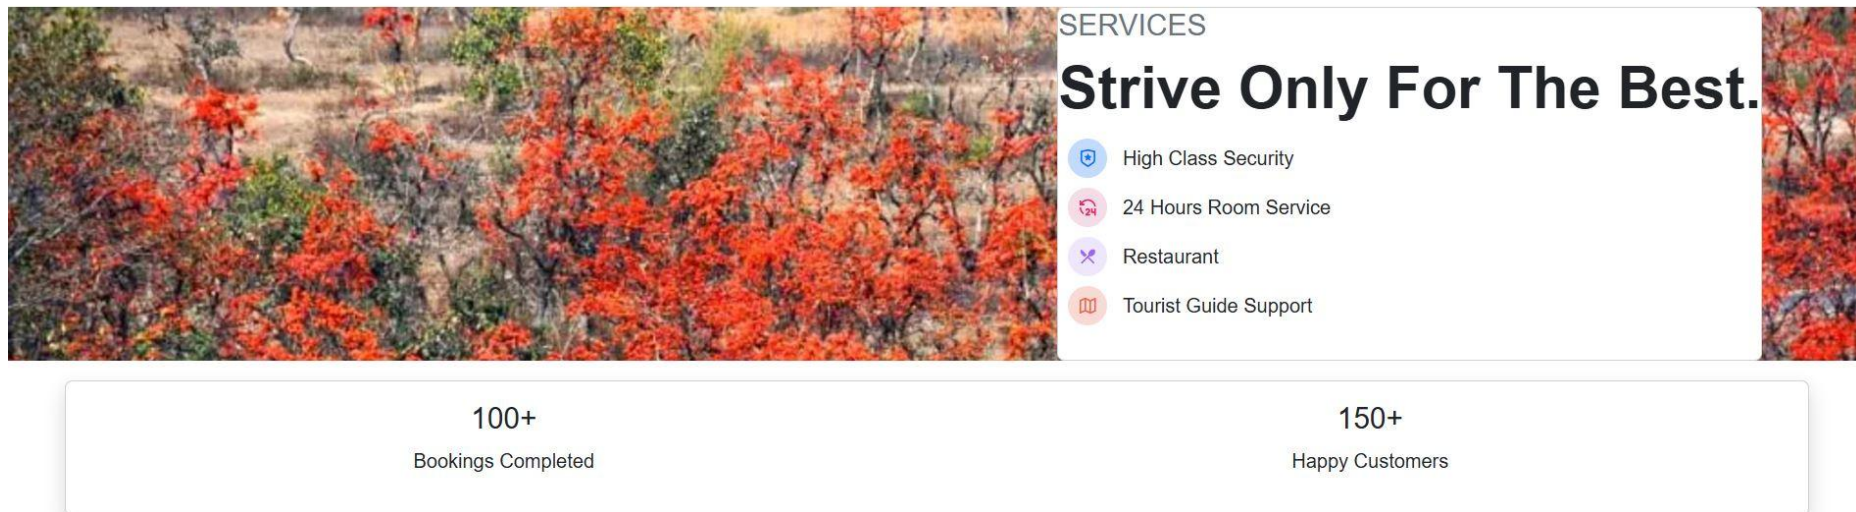 SERVICES
Strive Only For The Best.
High Class Security
24 Hours Room Service
Restaurant
Tourist Guide Support
100+
Bookings Completed
150+
Happy Customers